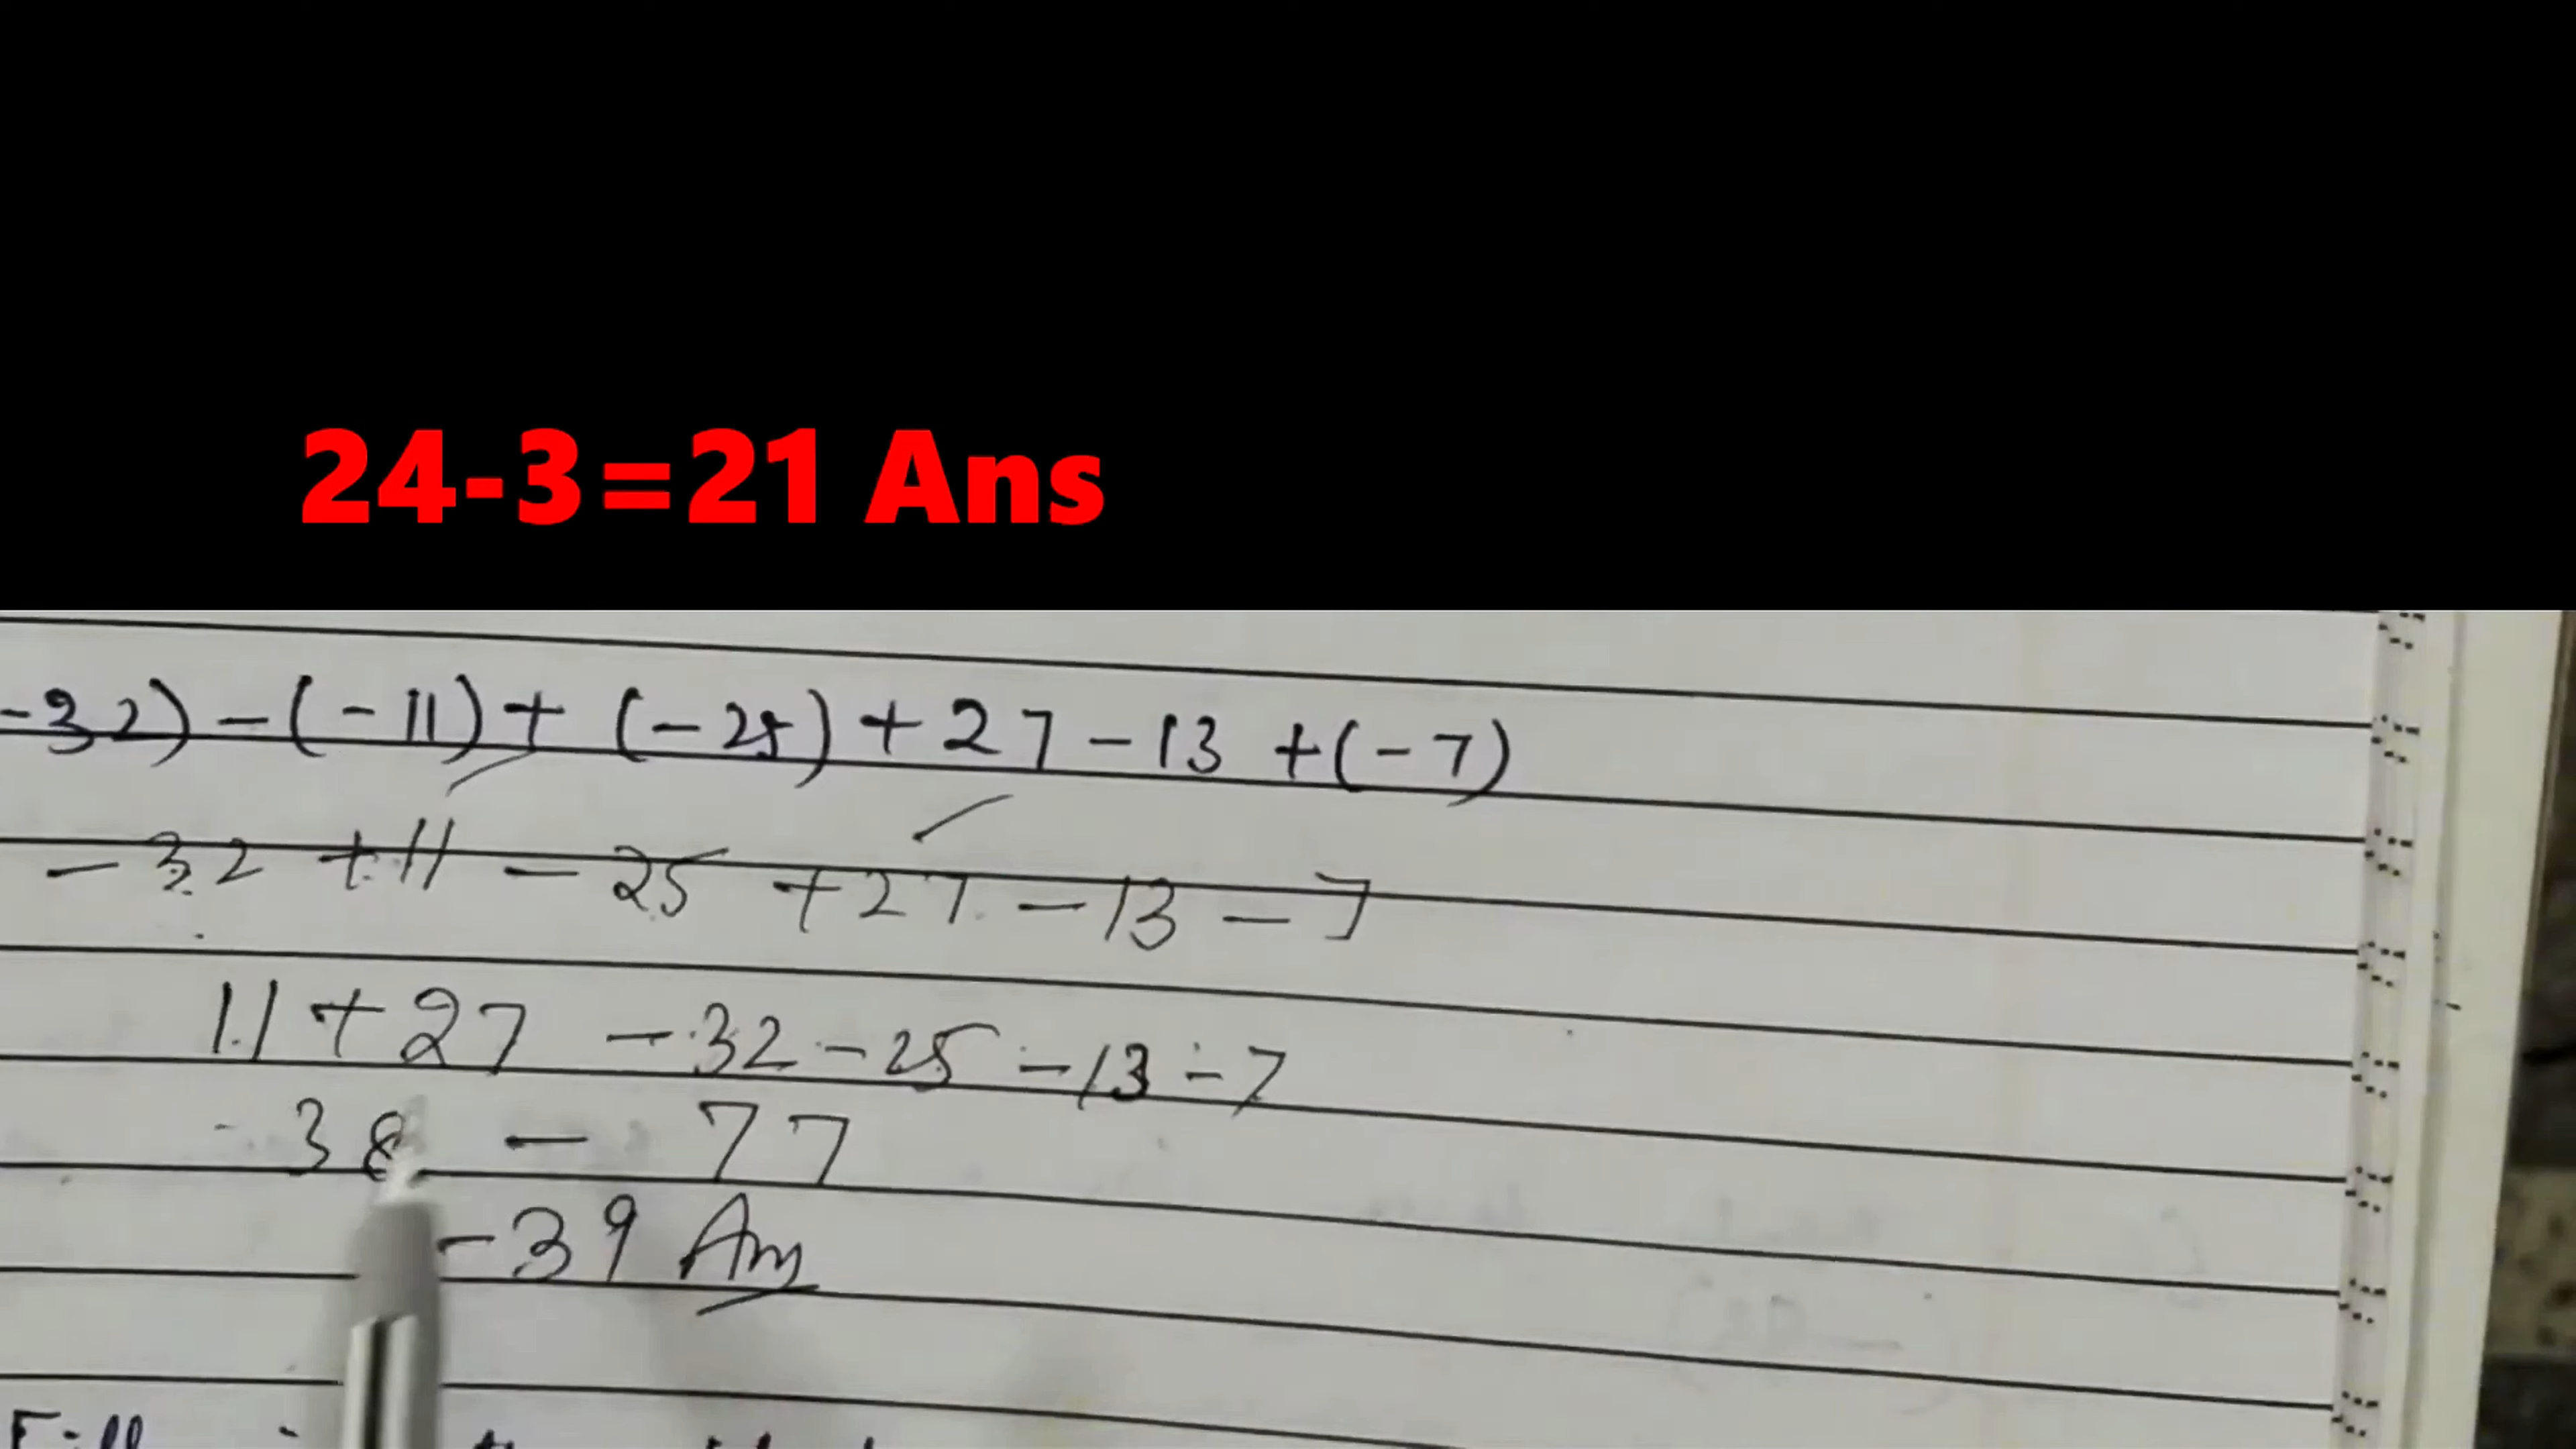 24-3=21 Ans
-32) - (-11) + (-25) + 27 - 13 + (-7)
- 32 + 11 - 25 + 27 - 13 - 7
11 + 27 - 32 - 25 - 13 - 7
38 - 77
-39 Ans